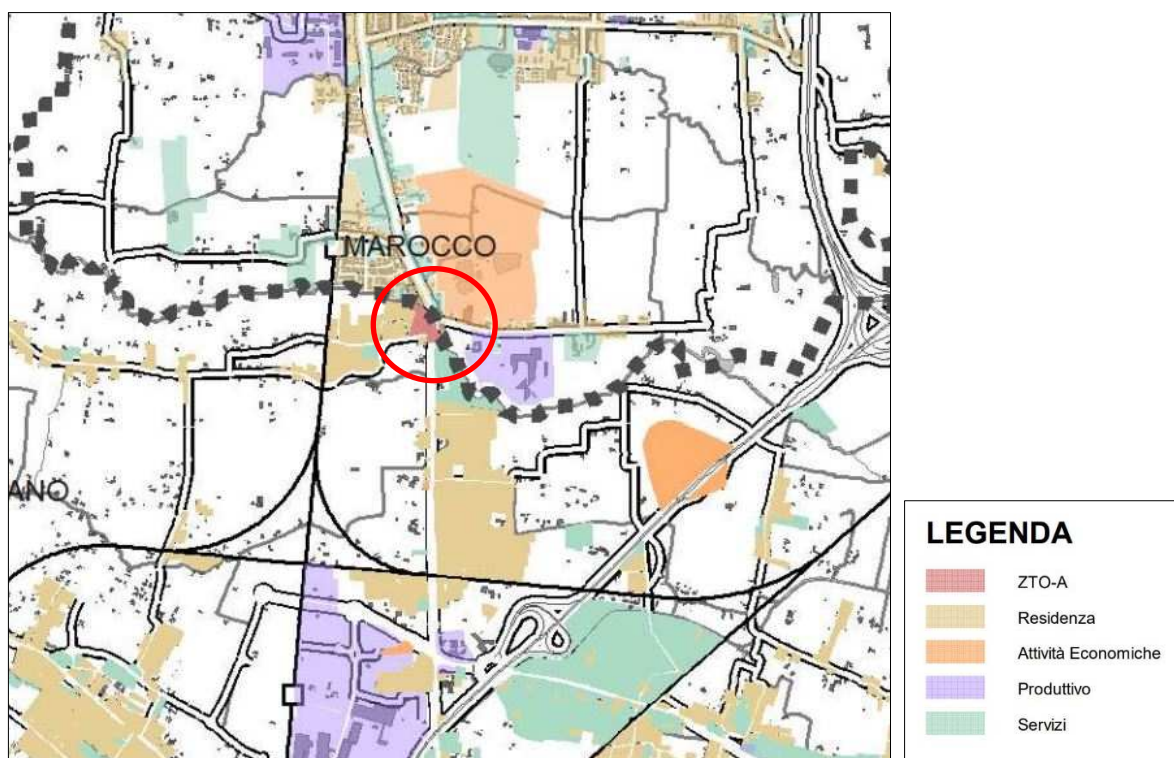 MAROCCO
ANO
LEGENDA
ZTO-A
Residenza
Attività Economiche
Produttivo
Servizi